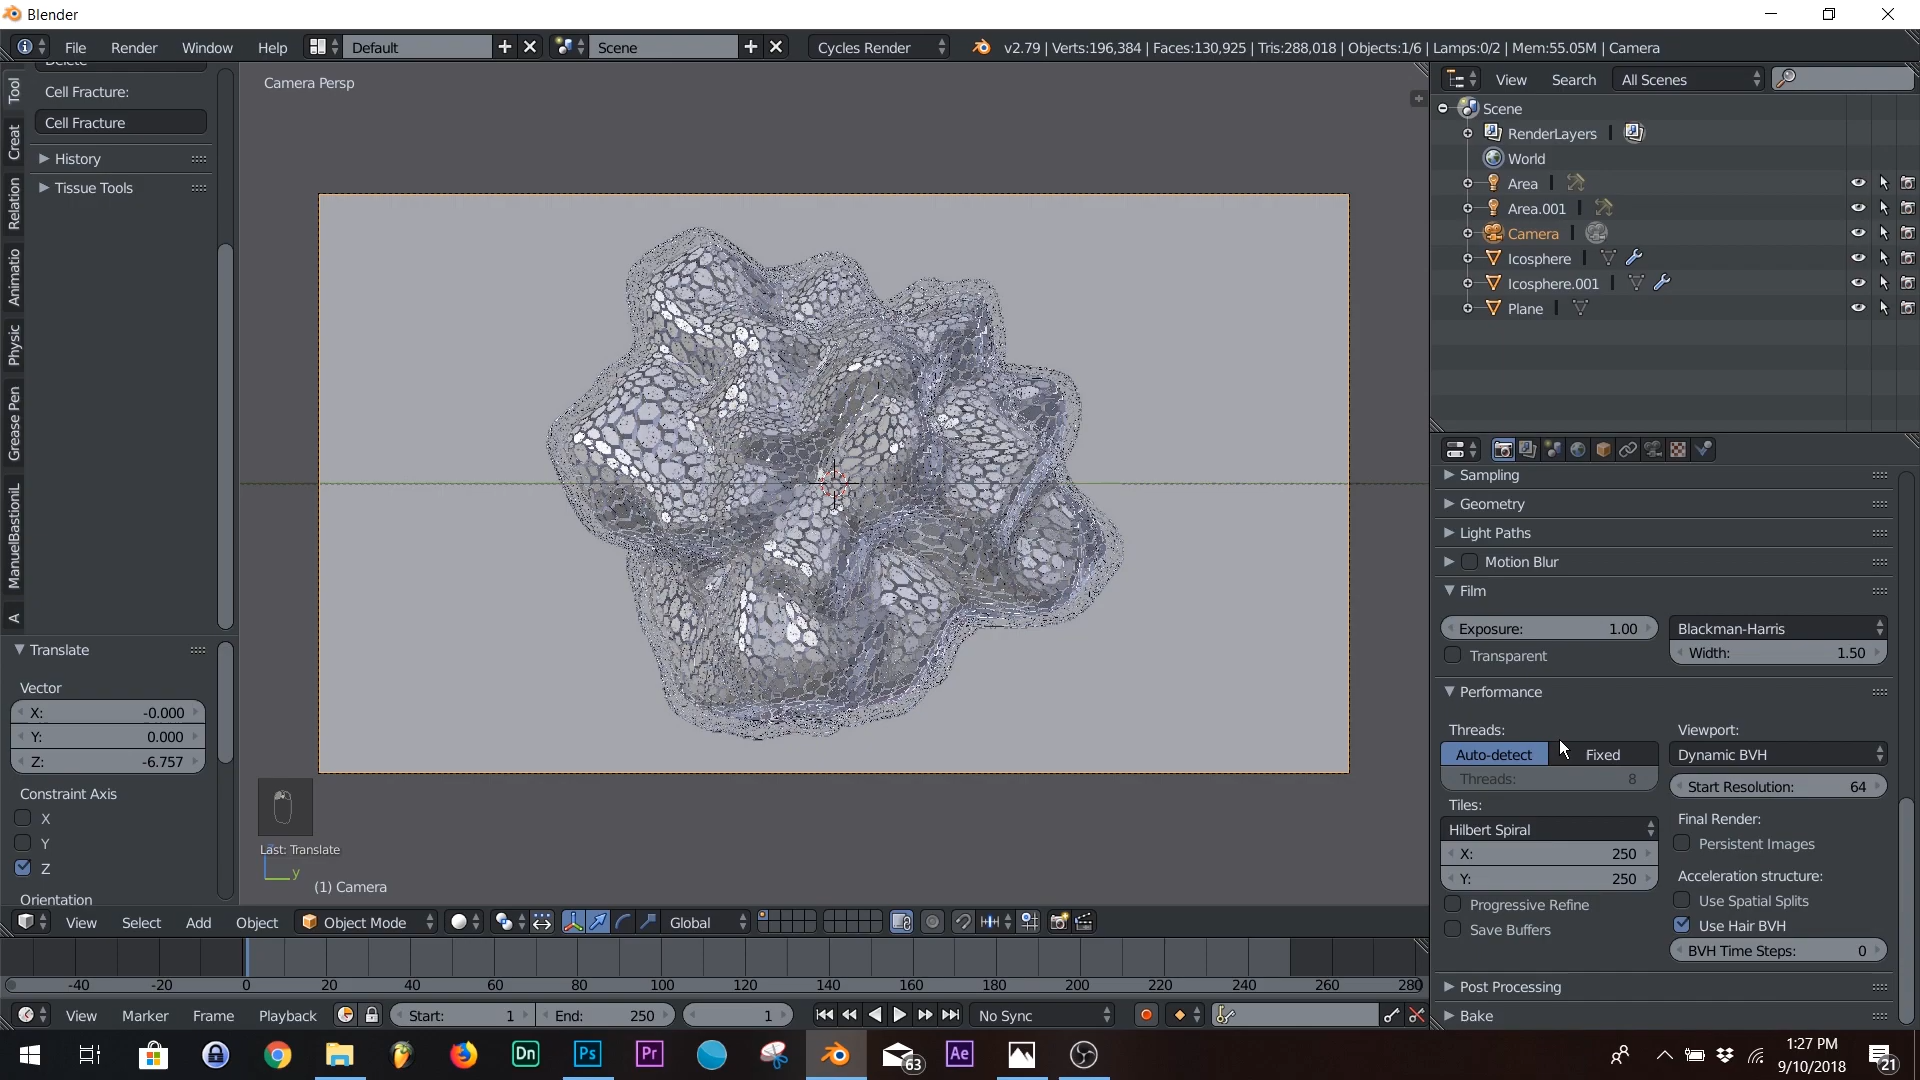 Blender
File Render Window Help Default Scene Cycles Render v2.79 | Verts:196,384 | Faces:130,925 | Tris:288,018 | Objects:1/6 | Lamps:0/2 | Mem:55.05M | Camera
Tool
Creat
Relation
Animatio
Physic
Grease Pen
ManuelBastioniL
A
Delete
Cell Fracture:
Cell Fracture
History
Tissue Tools
Translate
Vector
X: -0.000
Y: 0.000
Z: -6.757
Constraint Axis
X
Y
Z
Orientation
Camera Persp
Last: Translate
y
(1) Camera
View Select Add Object Object Mode Global
-40 -20 0 20 40 60 80 100 120 140 160 180 200 220 240 260 280
View Marker Frame Playback Start: 1 End: 250 1 No Sync
View Search All Scenes
Scene
RenderLayers
World
Area
Area.001
Camera
Icosphere
Icosphere.001
Plane
Sampling
Geometry
Light Paths
Motion Blur
Film
Exposure: 1.00 Blackman-Harris
Transparent Width: 1.50
Performance
Threads: Viewport:
Auto-detect Fixed Dynamic BVH
Threads: 8 Start Resolution: 64
Tiles: Final Render:
Hilbert Spiral Persistent Images
X: 250
Y: 250 Acceleration structure:
Progressive Refine Use Spatial Splits
Save Buffers Use Hair BVH
BVH Time Steps: 0
Post Processing
Bake
Dn Ps Pr 63 Ae
1:27 PM
9/10/2018
21